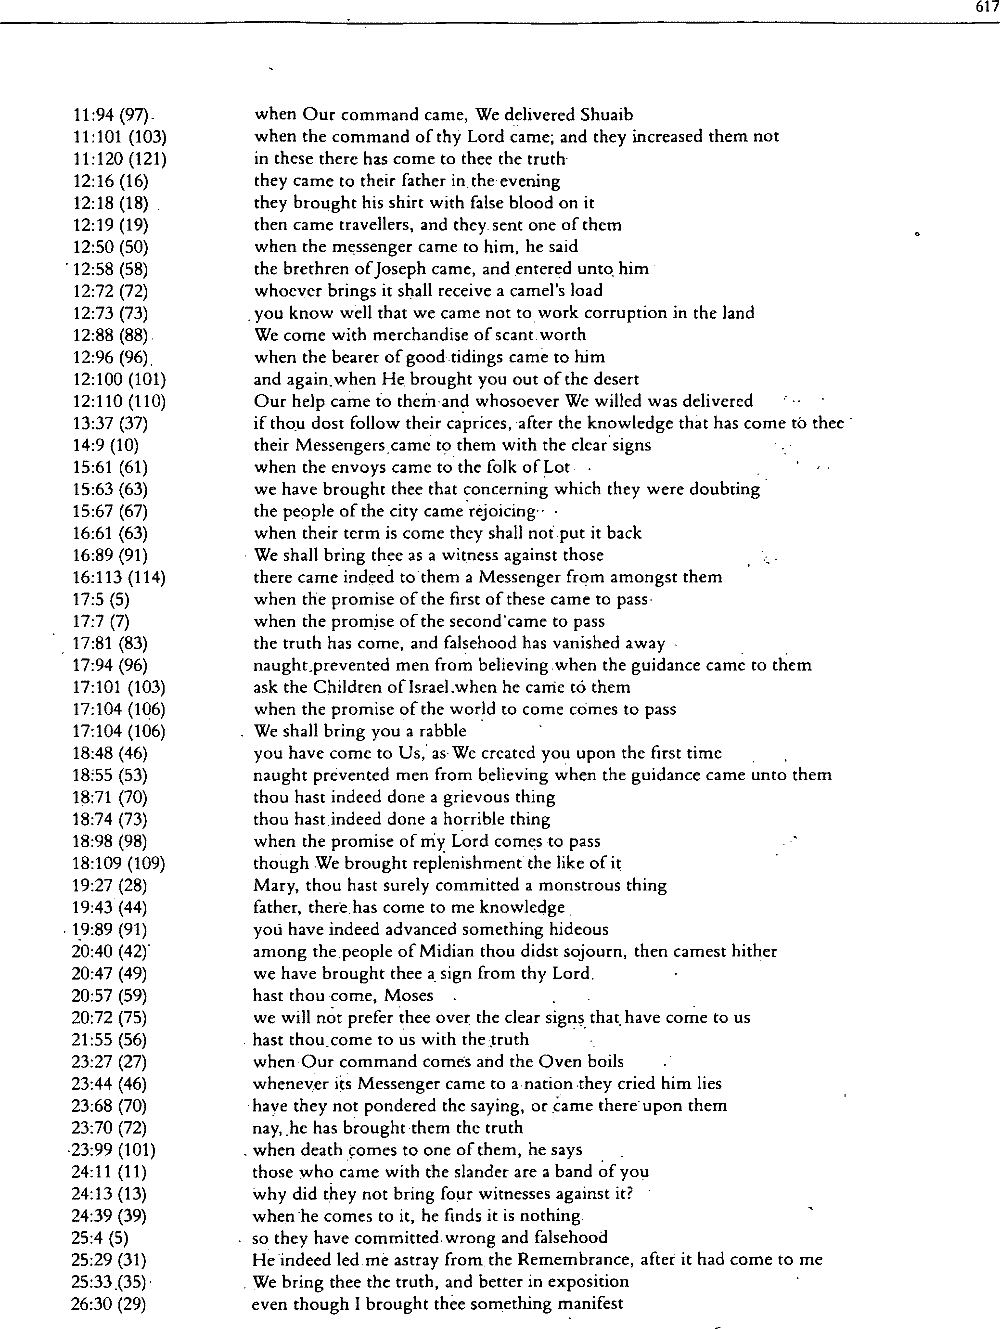 617
11:94 (97) when Our command came, We delivered Shuaib
11:101 (103) when the command of thy Lord came; and they increased them not
11:120 (121) in these there has come to thee the truth
12:16 (16) they came to their father in the evening
12:18 (18) they brought his shirt with false blood on it
12:19 (19) then came travellers, and they sent one of them
12:50 (50) when the messenger came to him, he said
12:58 (58) the brethren of Joseph came, and entered unto him
12:72 (72) whoever brings it shall receive a camel's load
12:73 (73) you know well that we came not to work corruption in the land
12:88 (88) We come with merchandise of scant worth
12:96 (96) when the bearer of good tidings came to him
12:100 (101) and again when He brought you out of the desert
12:110 (110) Our help came to them and whosoever We willed was delivered
13:37 (37) if thou dost follow their caprices, after the knowledge that has come to thee
14:9 (10) their Messengers came to them with the clear signs
15:61 (61) when the envoys came to the folk of Lot
15:63 (63) we have brought thee that concerning which they were doubting
15:67 (67) the people of the city came rejoicing
16:61 (63) when their term is come they shall not put it back
16:89 (91) We shall bring thee as a witness against those
16:113 (114) there came indeed to them a Messenger from amongst them
17:5 (5) when the promise of the first of these came to pass
17:7 (7) when the promise of the second came to pass
17:81 (83) the truth has come, and falsehood has vanished away
17:94 (96) naught prevented men from believing when the guidance came to them
17:101 (103) ask the Children of Israel when he came to them
17:104 (106) when the promise of the world to come comes to pass
17:104 (106) We shall bring you a rabble
18:48 (46) you have come to Us, as We created you upon the first time
18:55 (53) naught prevented men from believing when the guidance came unto them
18:71 (70) thou hast indeed done a grievous thing
18:74 (73) thou hast indeed done a horrible thing
18:98 (98) when the promise of my Lord comes to pass
18:109 (109) though We brought replenishment the like of it
19:27 (28) Mary, thou hast surely committed a monstrous thing
19:43 (44) father, there has come to me knowledge
19:89 (91) you have indeed advanced something hideous
20:40 (42) among the people of Midian thou didst sojourn, then camest hither
20:47 (49) we have brought thee a sign from thy Lord
20:57 (59) hast thou come, Moses
20:72 (75) we will not prefer thee over the clear signs that have come to us
21:55 (56) hast thou come to us with the truth
23:27 (27) when Our command comes and the Oven boils
23:44 (46) whenever its Messenger came to a nation they cried him lies
23:68 (70) have they not pondered the saying, or came there upon them
23:70 (72) nay, he has brought them the truth
23:99 (101) when death comes to one of them, he says
24:11 (11) those who came with the slander are a band of you
24:13 (13) why did they not bring four witnesses against it?
24:39 (39) when he comes to it, he finds it is nothing
25:4 (5) so they have committed wrong and falsehood
25:29 (31) He indeed led me astray from the Remembrance, after it had come to me
25:33 (35) We bring thee the truth, and better in exposition
26:30 (29) even though I brought thee something manifest